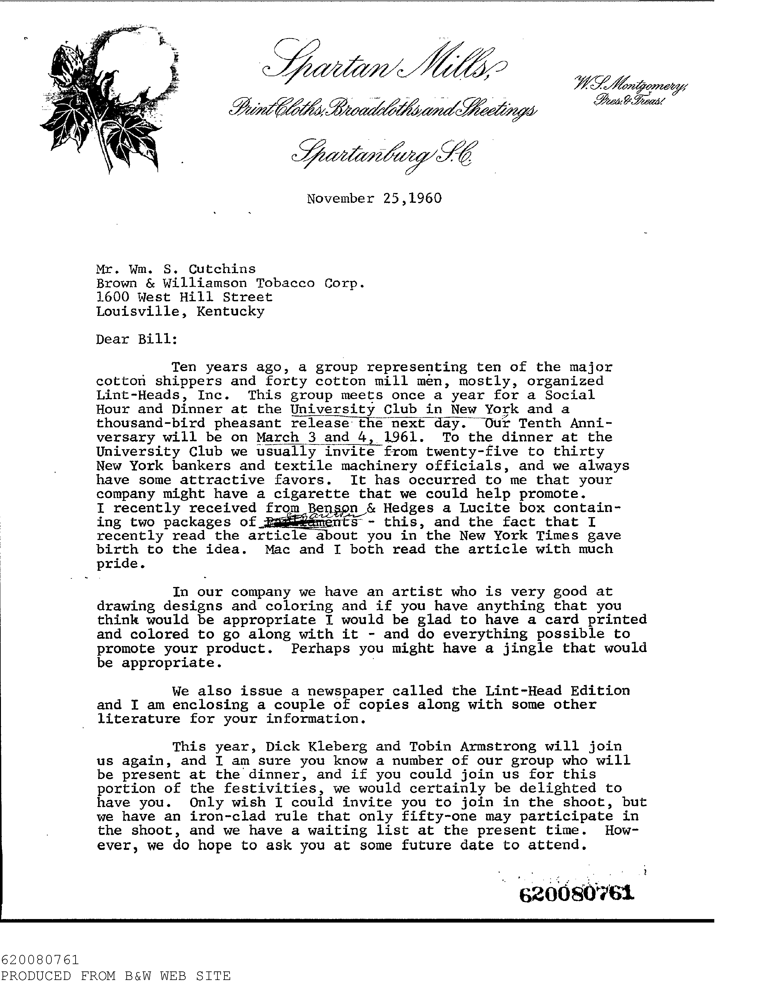 Spartan Mills,
Print Cloths, Broadcloths and Sheetings
Spartanburg S.C.
W.S. Montgomery,
Pres. & Treas.
November 25,1960
Mr. Wm. S. Cutchins
Brown & Williamson Tobacco Corp.
1600 West Hill Street
Louisville, Kentucky
Dear Bill:
Ten years ago, a group representing ten of the major
cotton shippers and forty cotton mill men, mostly, organized
Lint-Heads, Inc. This group meets once a year for a Social
Hour and Dinner at the University Club in New York and a
thousand-bird pheasant release the next day. Our Tenth Anni-
versary will be on March 3 and 4, 1961. To the dinner at the
University Club we usually invite from twenty-five to thirty
New York bankers and textile machinery officials, and we always
have some attractive favors. It has occurred to me that your
company might have a cigarette that we could help promote.
I recently received from Benson & Hedges a Lucite box contain-
ing two packages of Parliaments - this, and the fact that I
recently read the article about you in the New York Times gave
birth to the idea. Mac and I both read the article with much
pride.
In our company we have an artist who is very good at
drawing designs and coloring and if you have anything that you
think would be appropriate I would be glad to have a card printed
and colored to go along with it - and do everything possible to
promote your product. Perhaps you might have a jingle that would
be appropriate.
We also issue a newspaper called the Lint-Head Edition
and I am enclosing a couple of copies along with some other
literature for your information.
This year, Dick Kleberg and Tobin Armstrong will join
us again, and I am sure you know a number of our group who will
be present at the dinner, and if you could join us for this
portion of the festivities, we would certainly be delighted to
have you. Only wish I could invite you to join in the shoot, but
we have an iron-clad rule that only fifty-one may participate in
the shoot, and we have a waiting list at the present time. How-
ever, we do hope to ask you at some future date to attend.
620080761
620080761
PRODUCED FROM B&W WEB SITE